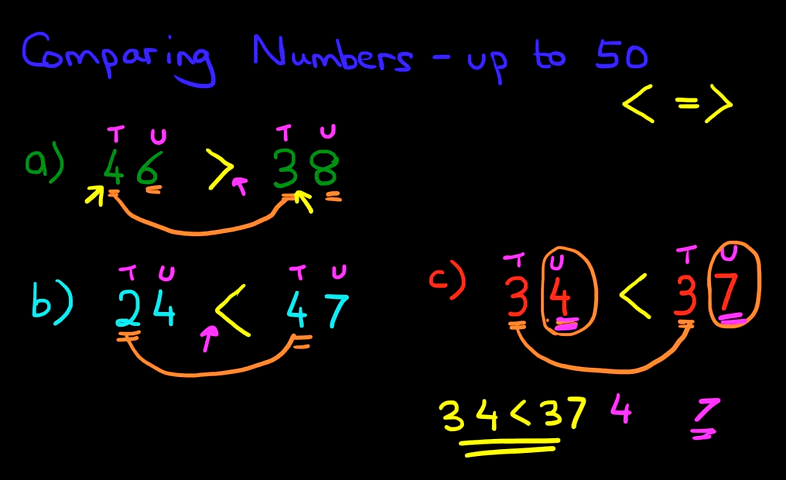 Comparing Numbers - up to 50
< = >
T U T U
a) 46 > 38
T U T U
b) 24 < 47
T U T U
c) 34 < 37
34 < 37 4 7